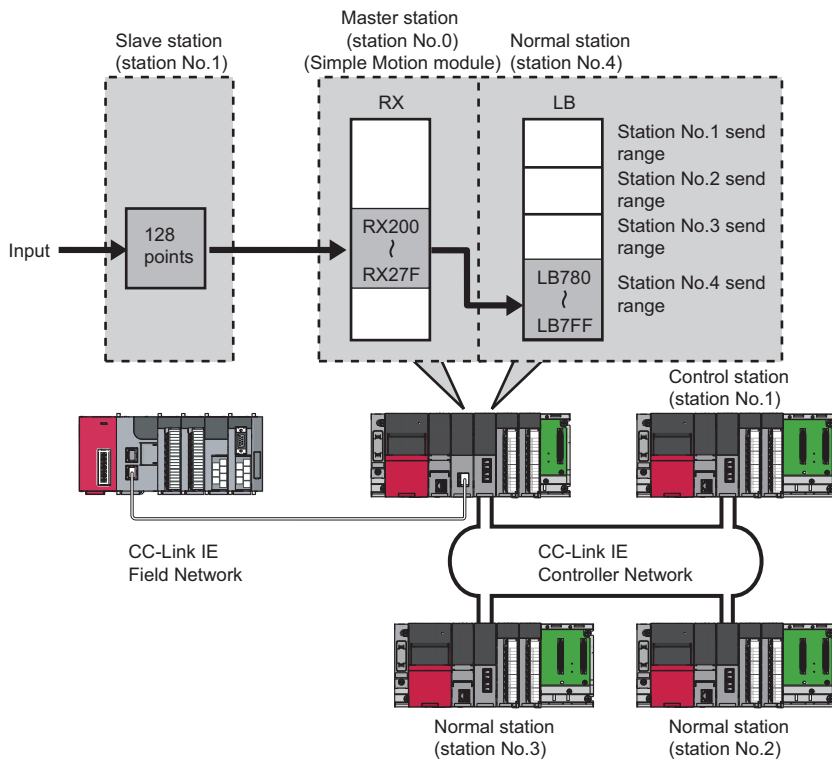 Slave station
(station No.1)
Master station
(station No.0)
(Simple Motion module)
Normal station
(station No.4)
RX
LB
Station No.1 send
range
Station No.2 send
range
Station No.3 send
range
Station No.4 send
range
Input
128
points
RX200
~
RX27F
LB780
~
LB7FF
Control station
(station No.1)
CC-Link IE
Field Network
CC-Link IE
Controller Network
Normal station
(station No.3)
Normal station
(station No.2)